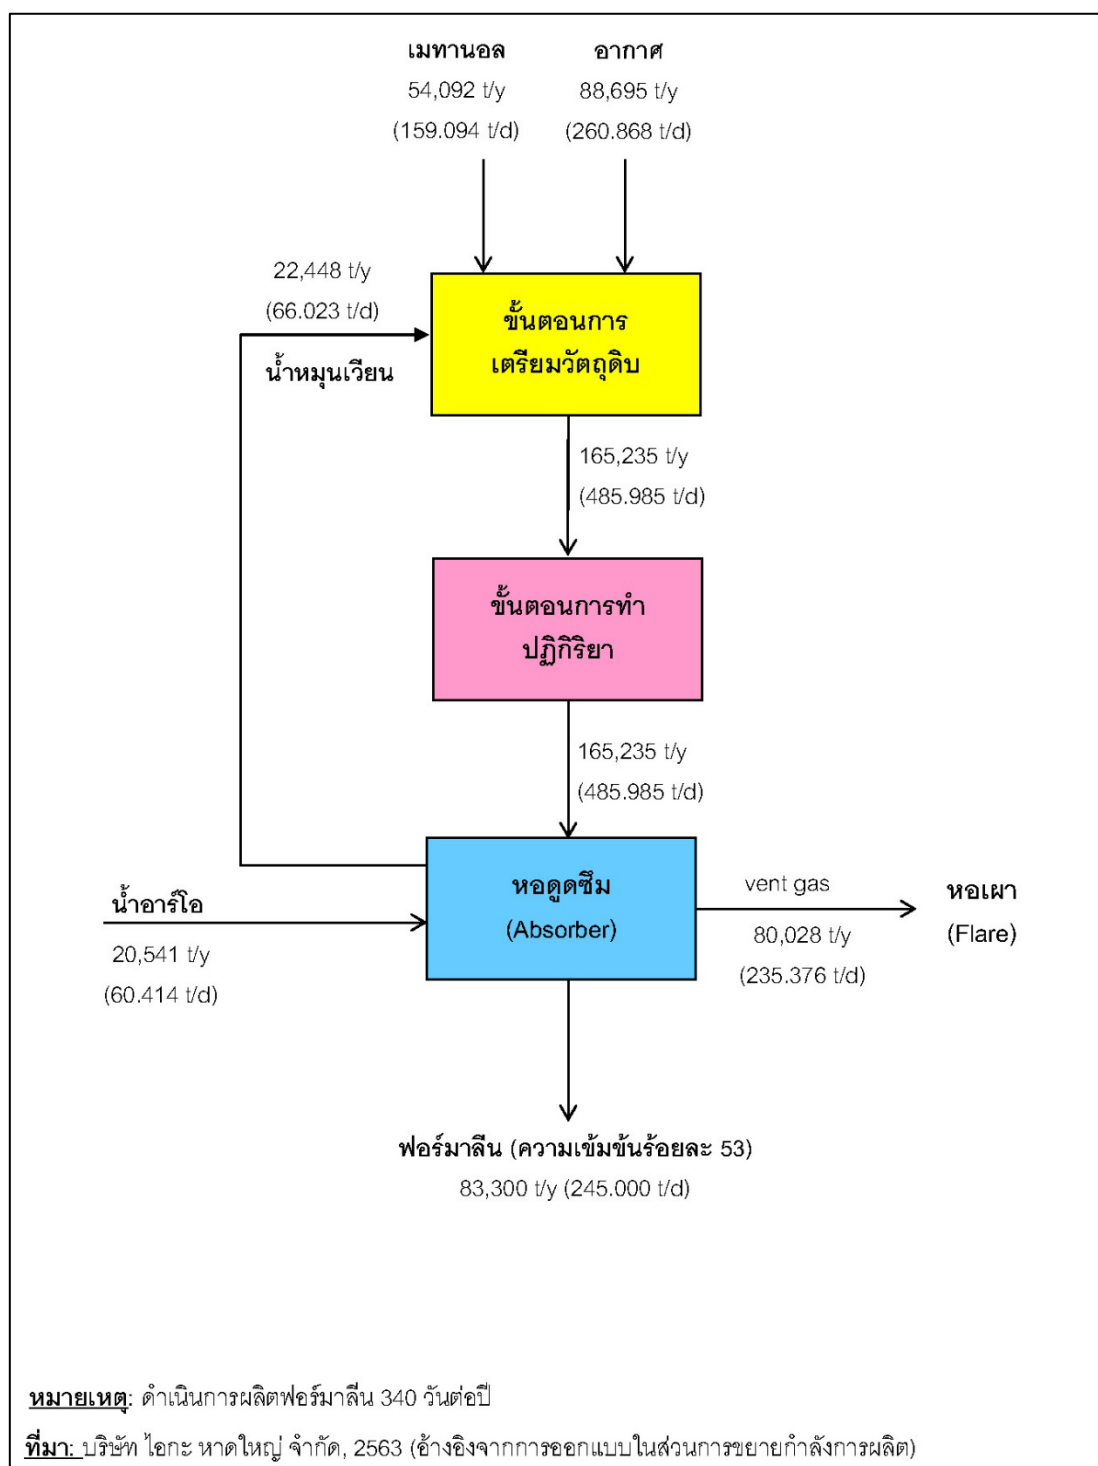 เมทานอล
54,092 t/y
(159.094 t/d)
อากาศ
88,695 t/y
(260.868 t/d)
22,448 t/y
(66.023 t/d)
น้ำหมุนเวียน
ขั้นตอนการ
เตรียมวัตถุดิบ
165,235 t/y
(485.985 t/d)
ขั้นตอนการทำ
ปฏิกิริยา
165,235 t/y
(485.985 t/d)
น้ำอาร์โอ
20,541 t/y
(60.414 t/d)
หอดูดซึม
(Absorber)
vent gas
80,028 t/y
(235.376 t/d)
หอเผา
(Flare)
ฟอร์มาลีน (ความเข้มข้นร้อยละ 53)
83,300 t/y (245.000 t/d)
หมายเหตุ: ดำเนินการผลิตฟอร์มาลีน 340 วันต่อปี
ที่มา: บริษัท ไอกะ หาดใหญ่ จำกัด, 2563 (อ้างอิงจากการออกแบบในส่วนการขยายกำลังการผลิต)